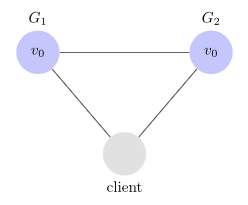 G₁ G₂
v₀ v₀
client